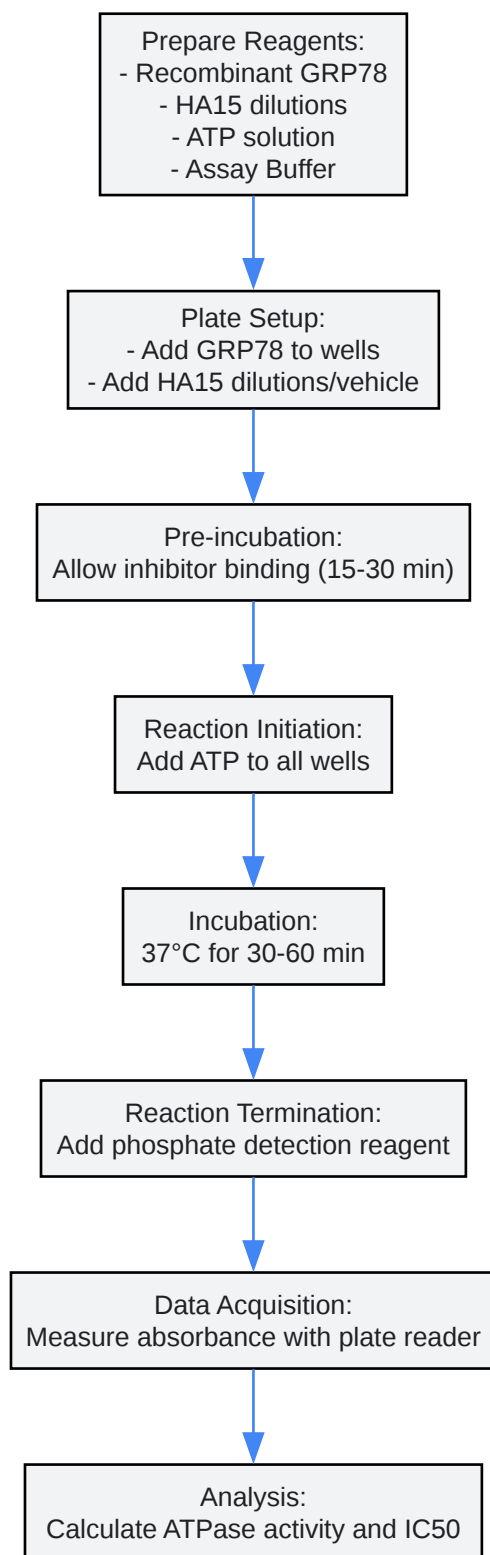 Prepare Reagents:
- Recombinant GRP78
- HA15 dilutions
- ATP solution
- Assay Buffer
Plate Setup:
- Add GRP78 to wells
- Add HA15 dilutions/vehicle
Pre-incubation:
Allow inhibitor binding (15-30 min)
Reaction Initiation:
Add ATP to all wells
Incubation:
37°C for 30-60 min
Reaction Termination:
Add phosphate detection reagent
Data Acquisition:
Measure absorbance with plate reader
Analysis:
Calculate ATPase activity and IC50